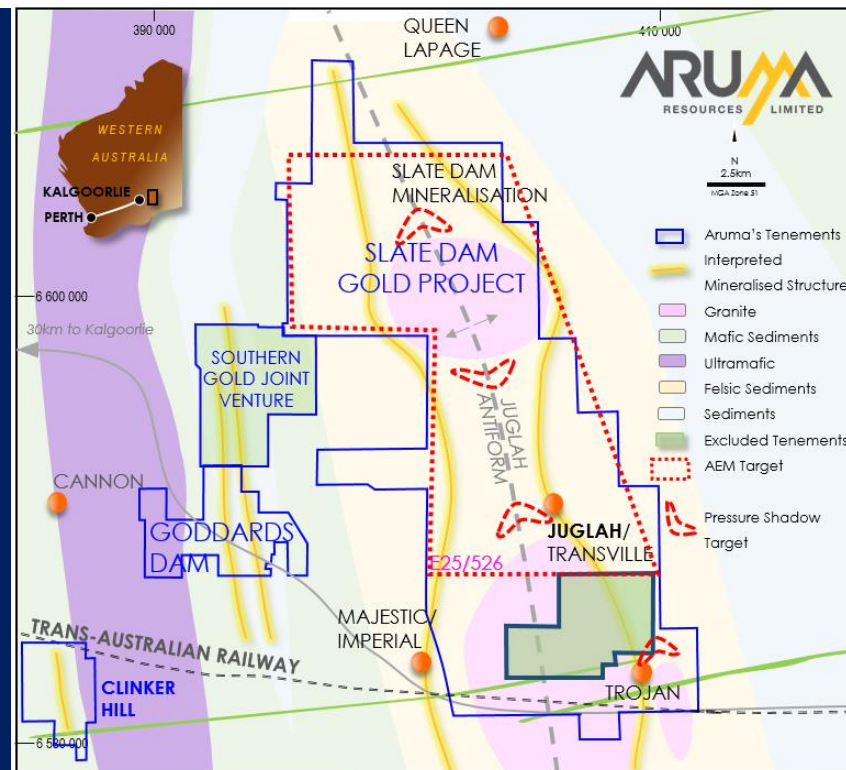 390 000
QUEEN
LAPAGE
410 000
ARUMA
RESOURCES LIMITED
WESTERN
AUSTRALIA
KALGOORLIE
PERTH
N
2.5km
MGA Zone 51
SLATE DAM
MINERALISATION
Aruma's Tenements
Interpreted
Mineralised Structure
Granite
Mafic Sediments
Ultramafic
Felsic Sediments
Sediments
Excluded Tenements
AEM Target
Pressure Shadow
Target
SLATE DAM
GOLD PROJECT
6 600 000
30km to Kalgoorlie
SOUTHERN
GOLD JOINT
VENTURE
JUGLAH
ANTIFORM
CANNON
GODDARDS
DAM
JUGLAH/
TRANSVILLE
E25/526
MAJESTIC/
IMPERIAL
TRANS-AUSTRALIAN RAILWAY
CLINKER
HILL
TROJAN